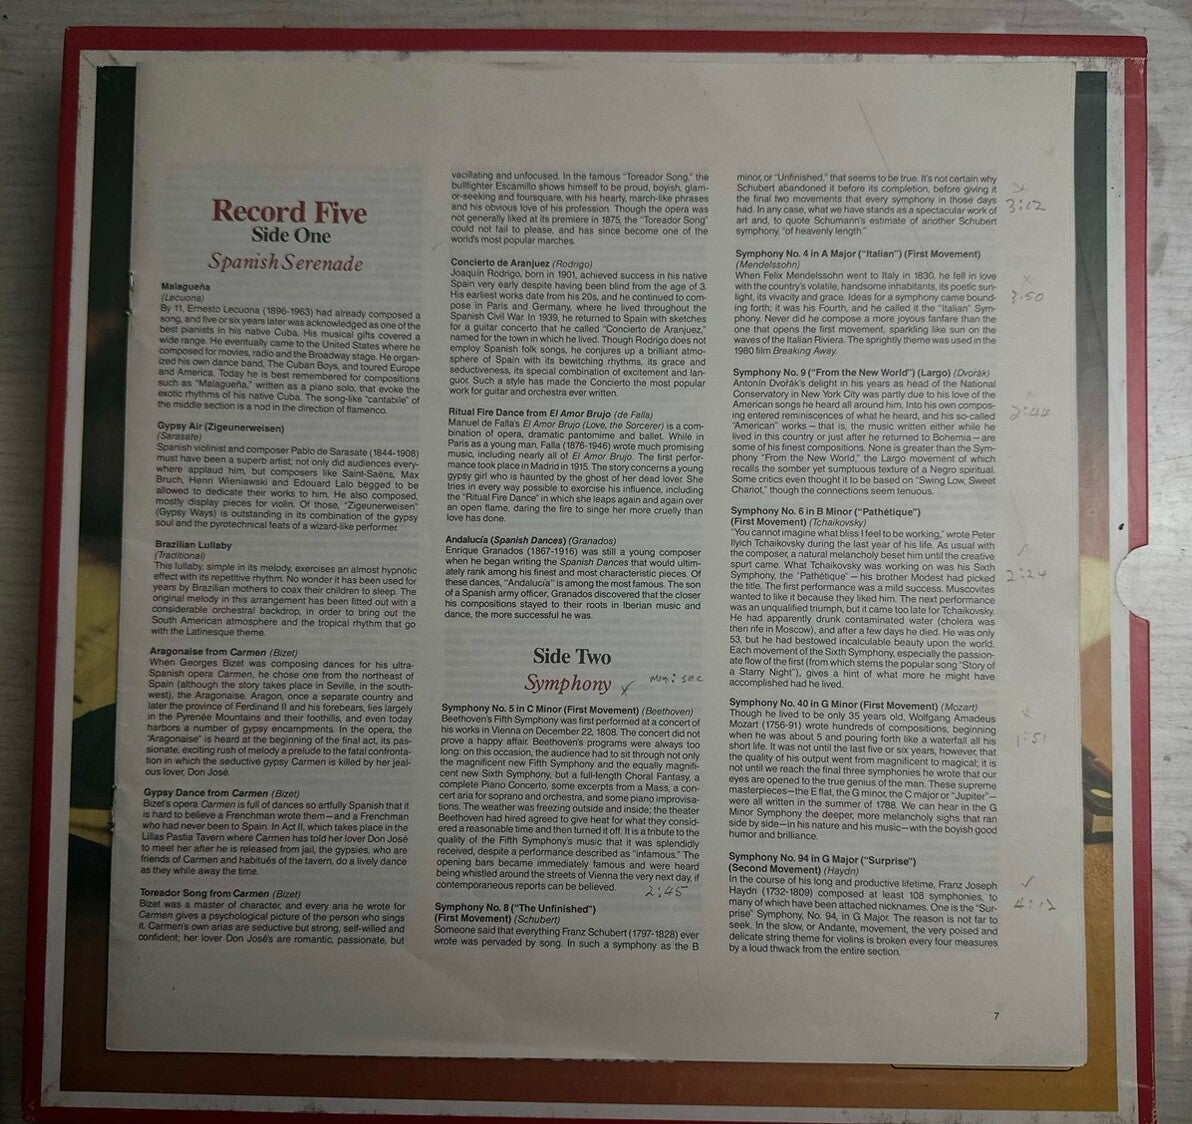 Record Five
Side One
Spanish Serenade
Malagueña
(Lecuona)
By 11, Ernesto Lecuona (1896-1963) had already composed a
song, and five or six years later was acknowledged as one of the
best pianists in his native Cuba. His musical gifts covered a
wide range. He eventually came to the United States where he
composed for movies, radio and the Broadway stage. He organ-
ized his own dance band, The Cuban Boys, and toured Europe
and America. Today he is best remembered for compositions
such as “Malagueña,” written as a piano solo, that evoke the
exotic rhythms of his native Cuba. The song-like “cantabile” of
the middle section is a nod in the direction of flamenco.
Gypsy Air (Zigeunerweisen)
(Sarasate)
Spanish violinist and composer Pablo de Sarasate (1844-1908)
must have been a superb artist; not only did audiences every-
where applaud him, but composers like Saint-Saëns, Max
Bruch, Henri Wieniawski and Edouard Lalo begged to be
allowed to dedicate their works to him. He also composed,
mostly display pieces for violin. Of those, “Zigeunerweisen”
(Gypsy Ways) is outstanding in its combination of the gypsy
soul and the pyrotechnical feats of a wizard-like performer.
Brazilian Lullaby
(Traditional)
This lullaby, simple in its melody, exercises an almost hypnotic
effect with its repetitive rhythm. No wonder it has been used for
years by Brazilian mothers to coax their children to sleep. The
original melody in this arrangement has been fitted out with a
considerable orchestral backdrop, in order to bring out the
South American atmosphere and the tropical rhythm that go
with the Latinesque theme.
Aragonaise from Carmen (Bizet)
When Georges Bizet was composing dances for his ultra-
Spanish opera Carmen, he chose one from the northeast of
Spain (although the story takes place in Seville, in the south-
west), the Aragonaise. Aragon, once a separate country and
later the province of Ferdinand II and his forebears, lies largely
in the Pyrenée Mountains and their foothills, and even today
harbors a number of gypsy encampments. In the opera, the
“Aragonaise” is heard at the beginning of the final act, its pas-
sionate, exciting rush of melody a prelude to the fatal confronta-
tion in which the seductive gypsy Carmen is killed by her jeal-
ous lover, Don José.
Gypsy Dance from Carmen (Bizet)
Bizet's opera Carmen is full of dances so artfully Spanish that it
is hard to believe a Frenchman wrote them—and a Frenchman
who had never been to Spain. In Act II, which takes place in the
Lillas Pastia Tavern where Carmen has told her lover Don José
to meet her after he is released from jail, the gypsies, who are
friends of Carmen and habitués of the tavern, do a lively dance
as they while away the time.
Toreador Song from Carmen (Bizet)
Bizet was a master of character, and every aria he wrote for
Carmen gives a psychological picture of the person who sings
it. Carmen's own arias are seductive but strong, self-willed and
confident; her lover Don José's are romantic, passionate, but
vacillating and unfocused. In the famous “Toreador Song,” the
bullfighter Escamillo shows himself to be proud, boyish, glam-
or-seeking and foursquare, with his hearty, march-like phrases
and his obvious love of his profession. Though the opera was
not generally liked at its premiere in 1875, the “Toreador Song”
could not fail to please, and has since become one of the
world's most popular marches.
Concierto de Aranjuez (Rodrigo)
Joaquin Rodrigo, born in 1901, achieved success in his native
Spain very early despite having been blind from the age of 3.
His earliest works date from his 20s, and he continued to com-
pose in Paris and Germany, where he lived throughout the
Spanish Civil War. In 1939, he returned to Spain with sketches
for a guitar concerto that he called “Concierto de Aranjuez,”
named for the town in which he lived. Though Rodrigo does not
employ Spanish folk songs, he conjures up a brilliant atmo-
sphere of Spain with its bewitching rhythms, its grace and
seductiveness, its special combination of excitement and lan-
guor. Such a style has made the Concierto the most popular
work for guitar and orchestra ever written.
Ritual Fire Dance from El Amor Brujo (de Falla)
Manuel de Falla's El Amor Brujo (Love, the Sorcerer) is a com-
bination of opera, dramatic pantomime and ballet. While in
Paris as a young man, Falla (1876-1946) wrote much promising
music, including nearly all of El Amor Brujo. The first perfor-
mance took place in Madrid in 1915. The story concerns a young
gypsy girl who is haunted by the ghost of her dead lover. She
tries in every way possible to exorcise his influence, including
the “Ritual Fire Dance” in which she leaps again and again over
an open flame, daring the fire to singe her more cruelly than
love has done.
Andalucía (Spanish Dances) (Granados)
Enrique Granados (1867-1916) was still a young composer
when he began writing the Spanish Dances that would ultim-
ately rank among his finest and most characteristic pieces. Of
these dances, “Andalucía” is among the most famous. The son
of a Spanish army officer, Granados discovered that the closer
his compositions stayed to their roots in Iberian music and
dance, the more successful he was.
Side Two
Symphony ✓ Min: sec
Symphony No. 5 in C Minor (First Movement) (Beethoven)
Beethoven's Fifth Symphony was first performed at a concert of
his works in Vienna on December 22, 1808. The concert did not
prove a happy affair. Beethoven's programs were always too
long: on this occasion, the audience had to sit through not only
the magnificent new Fifth Symphony and the equally magnifi-
cent new Sixth Symphony, but a full-length Choral Fantasy, a
complete Piano Concerto, some excerpts from a Mass, a con-
cert aria for soprano and orchestra, and some piano improvisa-
tions. The weather was freezing outside and inside; the theater
Beethoven had hired agreed to give heat for what they consid-
ered a reasonable time and then turned it off. It is a tribute to the
quality of the Fifth Symphony's music that it was splendidly
received, despite a performance described as “infamous.” The
opening bars became immediately famous and were heard
being whistled around the streets of Vienna the very next day, if
contemporaneous reports can be believed.
2:45
Symphony No. 8 (“The Unfinished”)
(First Movement) (Schubert)
Someone said that everything Franz Schubert (1797-1828) ever
wrote was pervaded by song. In such a symphony as the B
minor, or “Unfinished,” that seems to be true. It's not certain why
Schubert abandoned it before its completion, before giving it
the final two movements that every symphony in those days
had. In any case, what we have stands as a spectacular work of
art and, to quote Schumann's estimate of another Schubert
symphony, “of heavenly length.”
3:12
Symphony No. 4 in A Major (“Italian”) (First Movement)
(Mendelssohn)
When Felix Mendelssohn went to Italy in 1830, he fell in love
with the country's volatile, handsome inhabitants, its poetic sun-
light, its vivacity and grace. Ideas for a symphony came bound-
ing forth; it was his Fourth, and he called it the “Italian” Sym-
phony. Never did he compose a more joyous fanfare than the
one that opens the first movement, sparkling like sun on the
waves of the Italian Riviera. The sprightly theme was used in the
1980 film Breaking Away.
3:50
Symphony No. 9 (“From the New World”) (Largo) (Dvořák)
Antonín Dvořák's delight in his years as head of the National
Conservatory in New York City was partly due to his love of the
American songs he heard all around him. Into his own compos-
ing entered reminiscences of what he heard, and his so-called
“American” works – that is, the music written either while he
lived in this country or just after he returned to Bohemia – are
some of his finest compositions. None is greater than the Sym-
phony “From the New World,” the Largo movement of which
recalls the somber yet sumptuous texture of a Negro spiritual.
Some critics even thought it to be based on “Swing Low, Sweet
Chariot,” though the connections seem tenuous.
Symphony No. 6 in B Minor (“Pathétique”)
(First Movement) (Tchaikovsky)
“You cannot imagine what bliss I feel to be working,” wrote Peter
Ilyich Tchaikovsky during the last year of his life. As usual with
the composer, a natural melancholy beset him until the creative
spurt came. What Tchaikovsky was working on was his Sixth
Symphony, the “Pathétique” – his brother Modest had picked
the title. The first performance was a mild success. Muscovites
wanted to like it because they liked him. The next performance
was an unqualified triumph, but it came too late for Tchaikovsky.
He had apparently drunk contaminated water (cholera was
then rife in Moscow), and after a few days he died. He was only
53, but he had bestowed incalculable beauty upon the world.
Each movement of the Sixth Symphony, especially the passion-
ate flow of the first (from which stems the popular song “Story of
a Starry Night”), gives a hint of what more he might have
accomplished had he lived.
2:24
Symphony No. 40 in G Minor (First Movement) (Mozart)
Though he lived to be only 35 years old, Wolfgang Amadeus
Mozart (1756-91) wrote hundreds of compositions, beginning
when he was about 5 and pouring forth like a waterfall all his
short life. It was not until the last five or six years, however, that
the quality of his output went from magnificent to magical; it is
not until we reach the final three symphonies he wrote that our
eyes are opened to the true genius of the man. These supreme
masterpieces—the E flat, the G minor, the C major or “Jupiter”—
were all written in the summer of 1788. We can hear in the G
Minor Symphony the deeper, more melancholy sighs that ran
side by side – in his nature and his music – with the boyish good
humor and brilliance.
1:51
Symphony No. 94 in G Major (“Surprise”)
(Second Movement) (Haydn)
In the course of his long and productive lifetime, Franz Joseph
Haydn (1732-1809) composed at least 108 symphonies, to
many of which have been attached nicknames. One is the “Sur-
prise” Symphony, No. 94, in G Major. The reason is not far to
seek. In the slow, or Andante, movement, the very poised and
delicate string theme for violins is broken every four measures
by a loud thwack from the entire section.
7